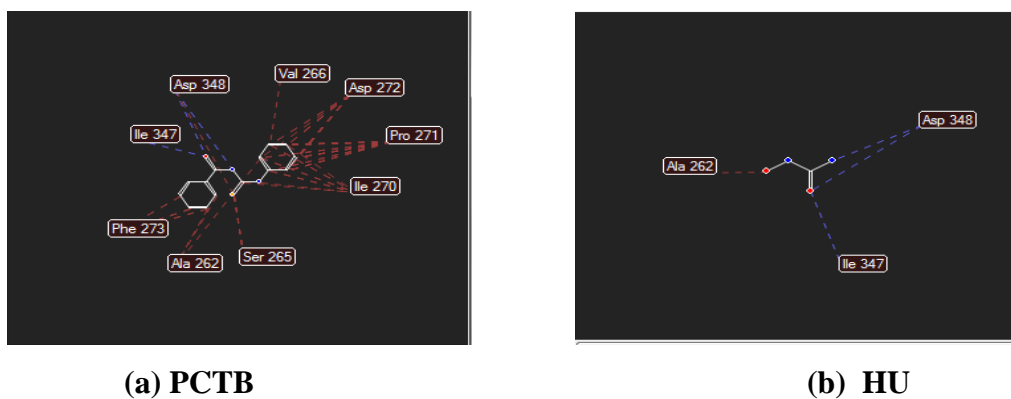 Val 266
Asp 348
Asp 272
Ile 347
Pro 271
Ile 270
Phe 273
Ala 262
Ser 265
(a) PCTB
Asp 348
Ala 262
Ile 347
(b) HU